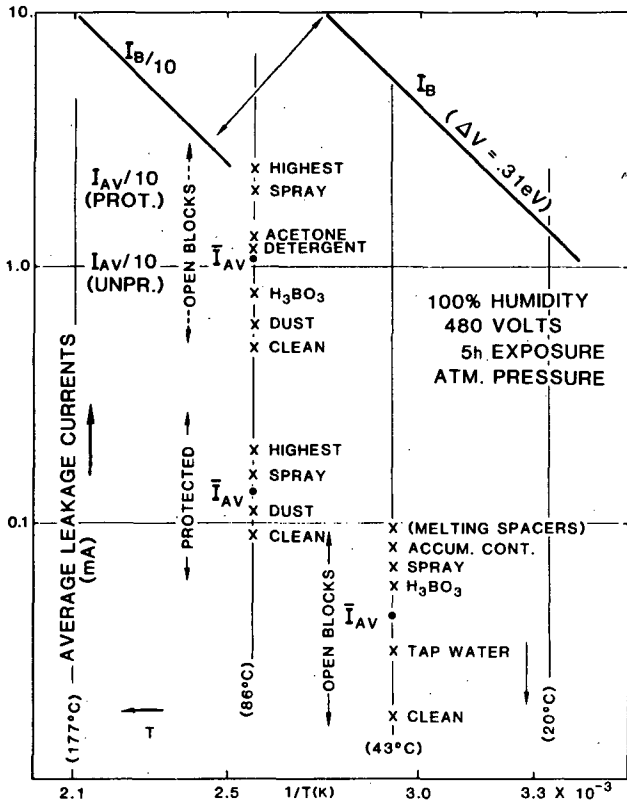 10.
I_B/10
I_B
(ΔV = .31eV)
I_AV/10
(PROT.)
I_AV/10
(UNPR.)
OPEN BLOCKS
HIGHEST
SPRAY
ACETONE
DETERGENT
Ī_AV
1.0
H₃BO₃
DUST
CLEAN
100% HUMIDITY
480 VOLTS
5h EXPOSURE
ATM. PRESSURE
AVERAGE LEAKAGE CURRENTS
(mA)
PROTECTED
HIGHEST
SPRAY
Ī_AV
DUST
CLEAN
0.1
OPEN BLOCKS
(MELTING SPACERS)
ACCUM. CONT.
SPRAY
H₃BO₃
Ī_AV
TAP WATER
CLEAN
(177°C)
T
(86°C)
(43°C)
(20°C)
2.1
2.5
1/T(K)
3.0
3.3 X 10⁻³